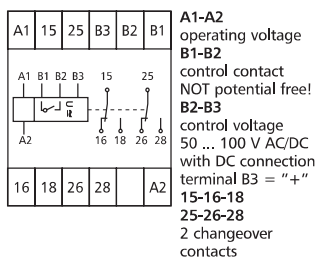 A1 15 25 B3 B2 B1
A1 B1 B2 B3 15 25
U
A2 16 18 26 28
16 18 26 28 A2
A1-A2
operating voltage
B1-B2
control contact
NOT potential free!
B2-B3
control voltage
50 ... 100 V AC/DC
with DC connection
terminal B3 = "+"
15-16-18
25-26-28
2 changeover
contacts